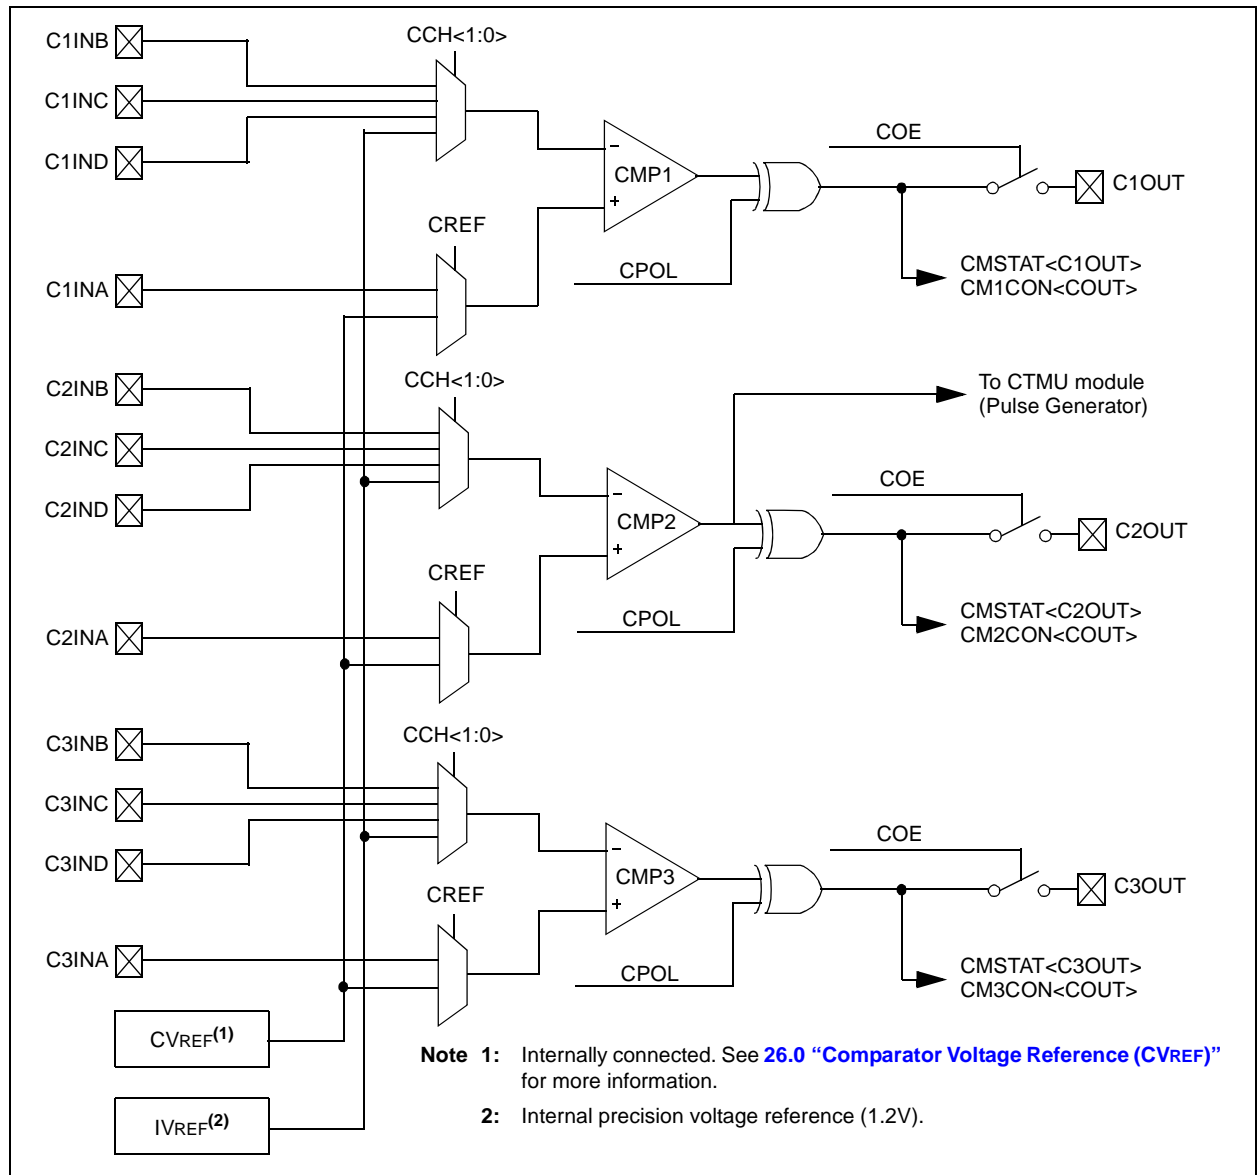 CCH<1:0>
C1INB
C1INC
C1IND
COE
−
CMP1
+
C1OUT
CREF
CPOL
C1INA
CMSTAT<C1OUT>
CM1CON<COUT>
C2INB
CCH<1:0>
To CTMU module
(Pulse Generator)
C2INC
C2IND
COE
−
CMP2
+
C2OUT
CREF
CPOL
C2INA
CMSTAT<C2OUT>
CM2CON<COUT>
C3INB
CCH<1:0>
C3INC
C3IND
COE
−
CMP3
+
C3OUT
CREF
CPOL
C3INA
CMSTAT<C3OUT>
CM3CON<COUT>
CVREF(1)
IVREF(2)
Note 1: Internally connected. See 26.0 “Comparator Voltage Reference (CVREF)”
for more information.
2: Internal precision voltage reference (1.2V).